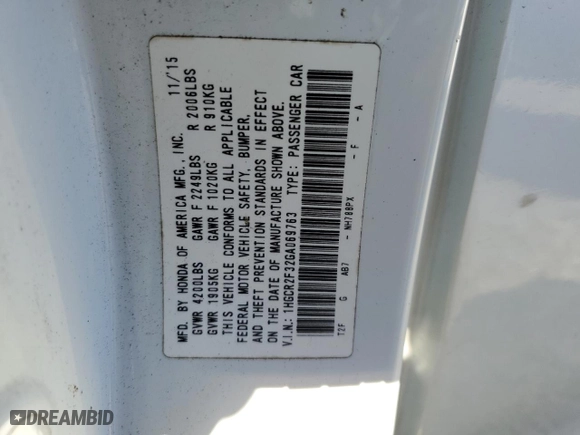 MFD. BY HONDA OF AMERICA MFG., INC. 11/'15
GVWR 4200LBS GAWR F 2249LBS R 2006LBS
GVWR 1905KG GAWR F 1020KG R 910KG
THIS VEHICLE CONFORMS TO ALL APPLICABLE
FEDERAL MOTOR VEHICLE SAFETY, BUMPER,
AND THEFT PREVENTION STANDARDS IN EFFECT
ON THE DATE OF MANUFACTURE SHOWN ABOVE.
V.I.N.: 1HGCR2F32GA069763 TYPE: PASSENGER CAR
T2F G AB7 - NH788PX - F - A
DREAMBID